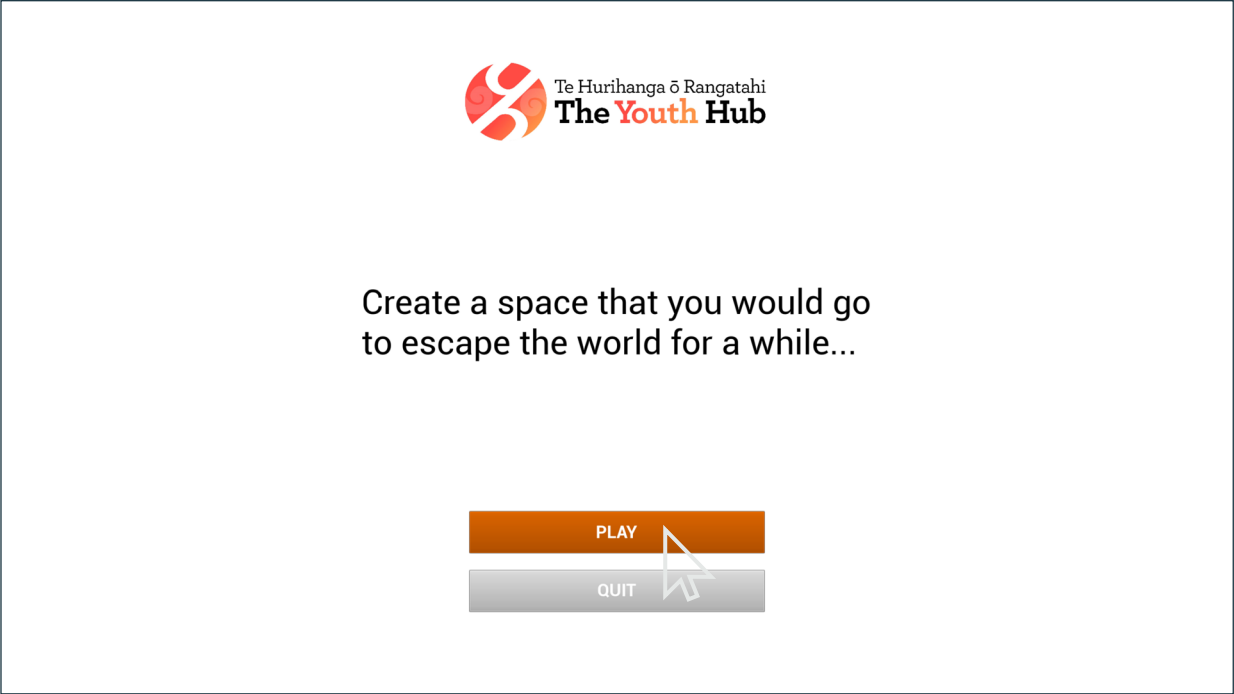 Te Hurihanga ō Rangatahi
The Youth Hub
Create a space that you would go
to escape the world for a while...
PLAY
QUIT